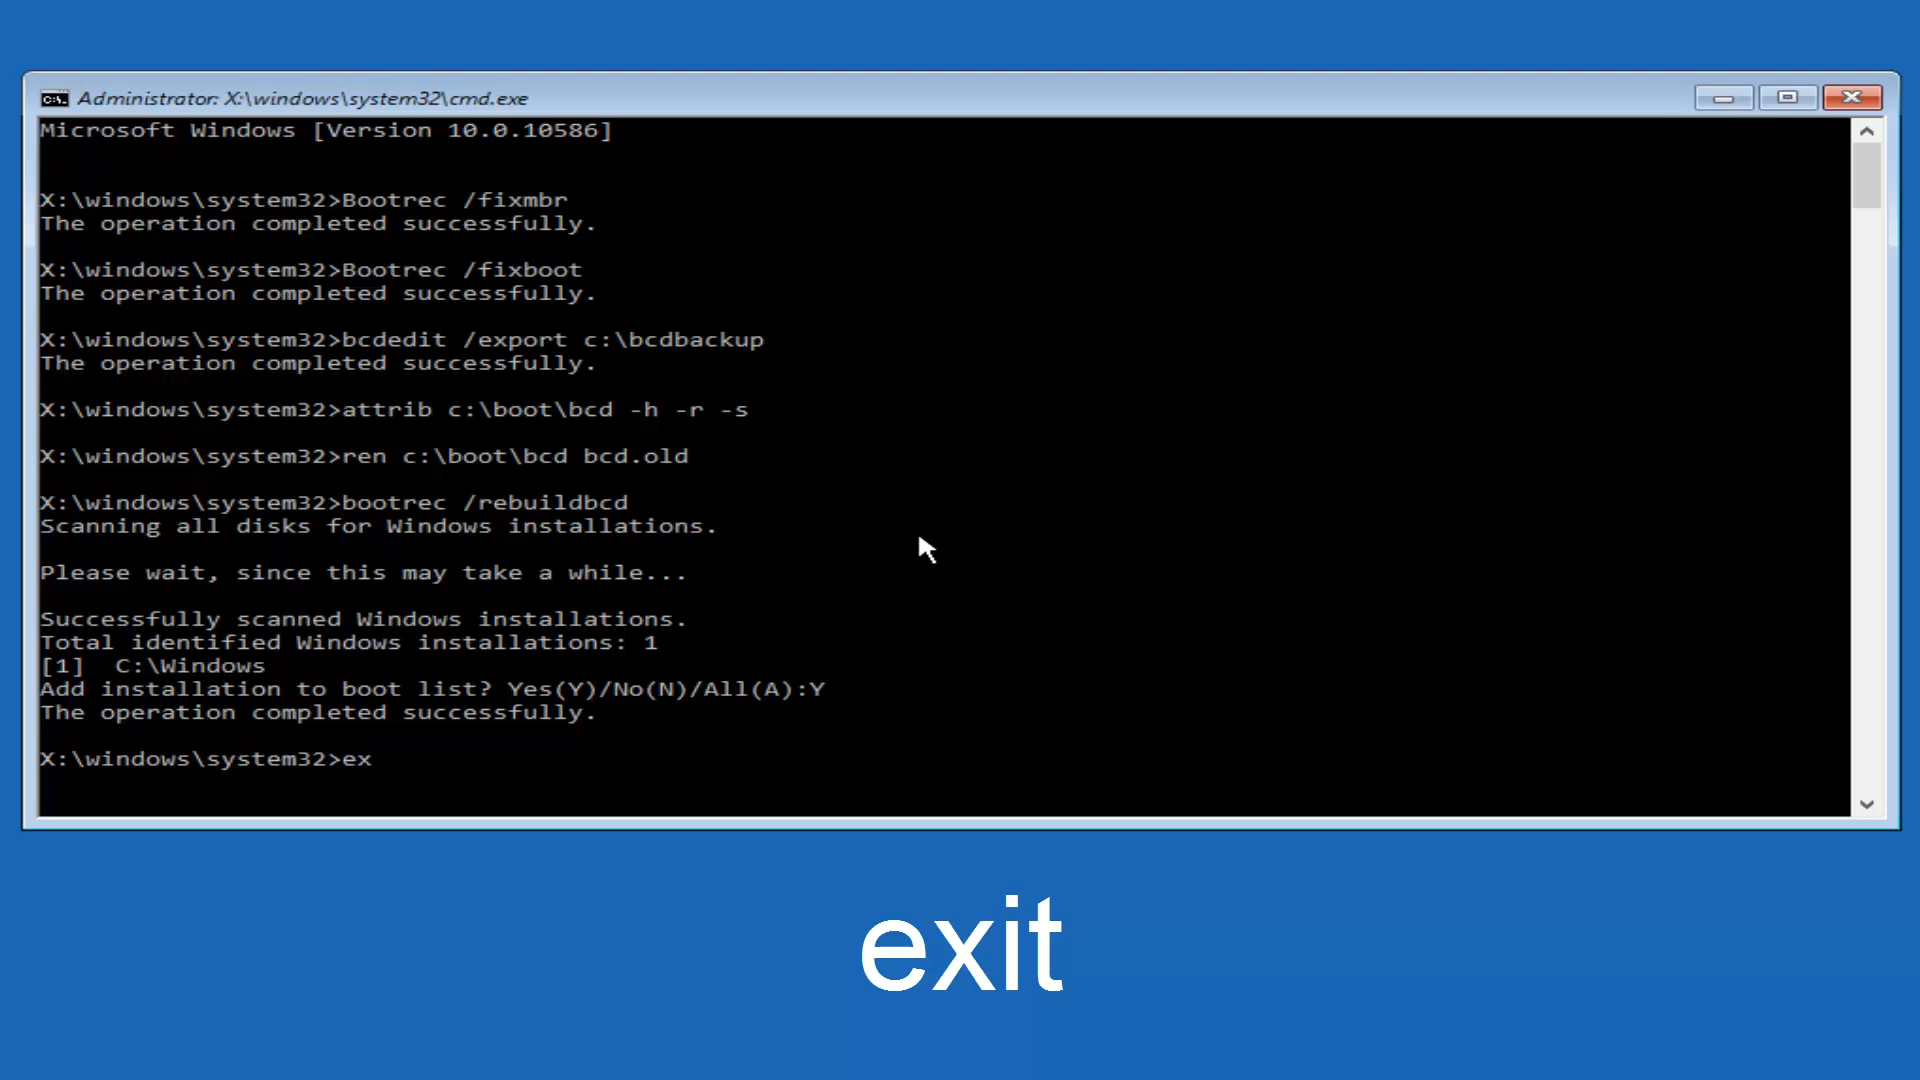 Administrator: X:\windows\system32\cmd.exe
Microsoft Windows [Version 10.0.10586]
X:\windows\system32>Bootrec /fixmbr
The operation completed successfully.
X:\windows\system32>Bootrec /fixboot
The operation completed successfully.
X:\windows\system32>bcdedit /export c:\bcdbackup
The operation completed successfully.
X:\windows\system32>attrib c:\boot\bcd -h -r -s
X:\windows\system32>ren c:\boot\bcd bcd.old
X:\windows\system32>bootrec /rebuildbcd
Scanning all disks for Windows installations.
Please wait, since this may take a while...
Successfully scanned Windows installations.
Total identified Windows installations: 1
[1]  C:\Windows
Add installation to boot list? Yes(Y)/No(N)/All(A):Y
The operation completed successfully.
X:\windows\system32>ex
exit